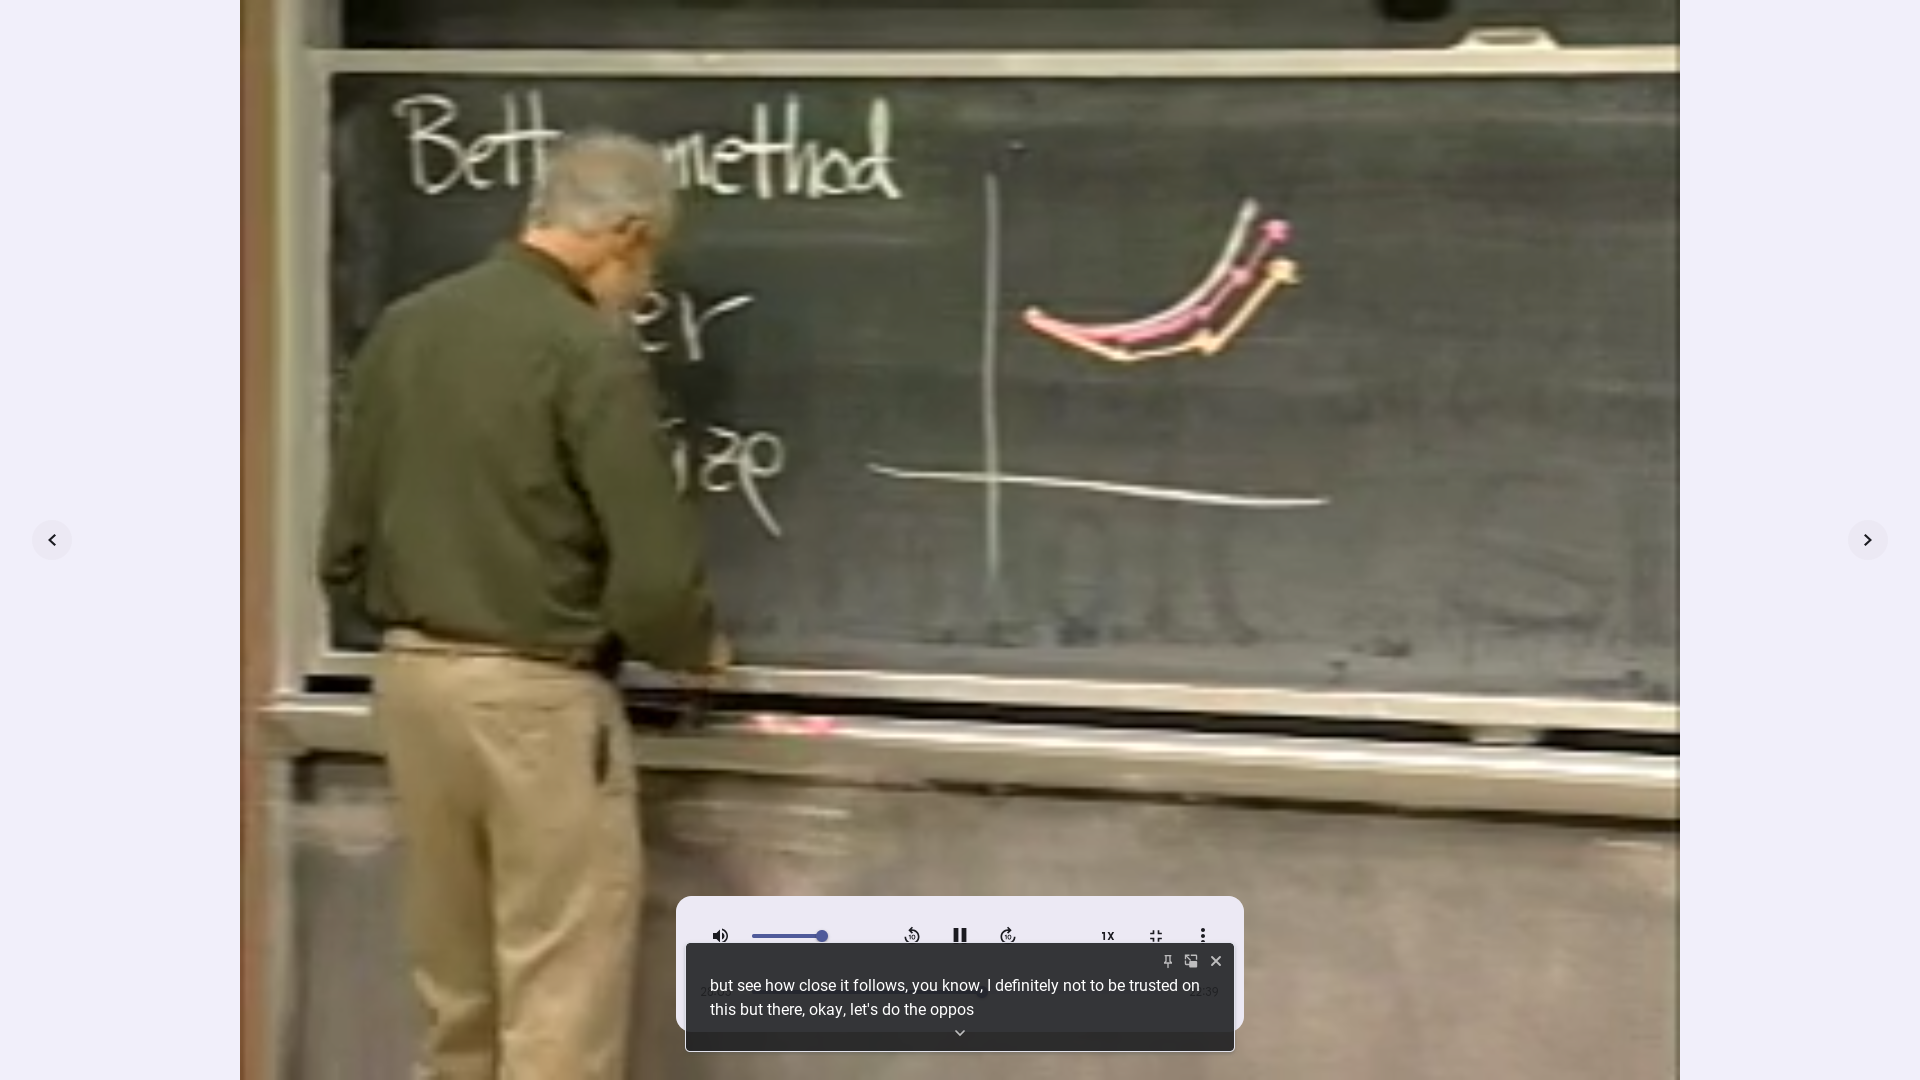 Bett method
er
ize
1X
but see how close it follows, you know, I definitely not to be trusted on
this but there, okay, let's do the oppos